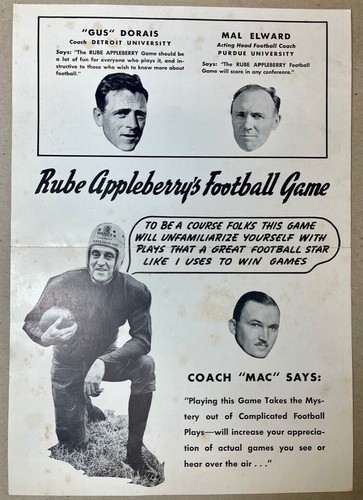 "GUS" DORAIS
Coach DETROIT UNIVERSITY
Says: "The RUBE APPLEBERRY Game should be
a lot of fun for everyone who plays it, and in-
structive to those who wish to know more about
football."
MAL ELWARD
Acting Head Football Coach
PURDUE UNIVERSITY
Says: "The RUBE APPLEBERRY Football
Game will score in any conference."
Rube Appleberry's Football Game
TO BE A COURSE FOLKS THIS GAME
WILL UNFAMILIARIZE YOURSELF WITH
PLAYS THAT A GREAT FOOTBALL STAR
LIKE I USES TO WIN GAMES
COACH "MAC" SAYS:
"Playing this Game Takes the Mys-
tery out of Complicated Football
Plays—will increase your apprecia-
tion of actual games you see or
hear over the air . . ."